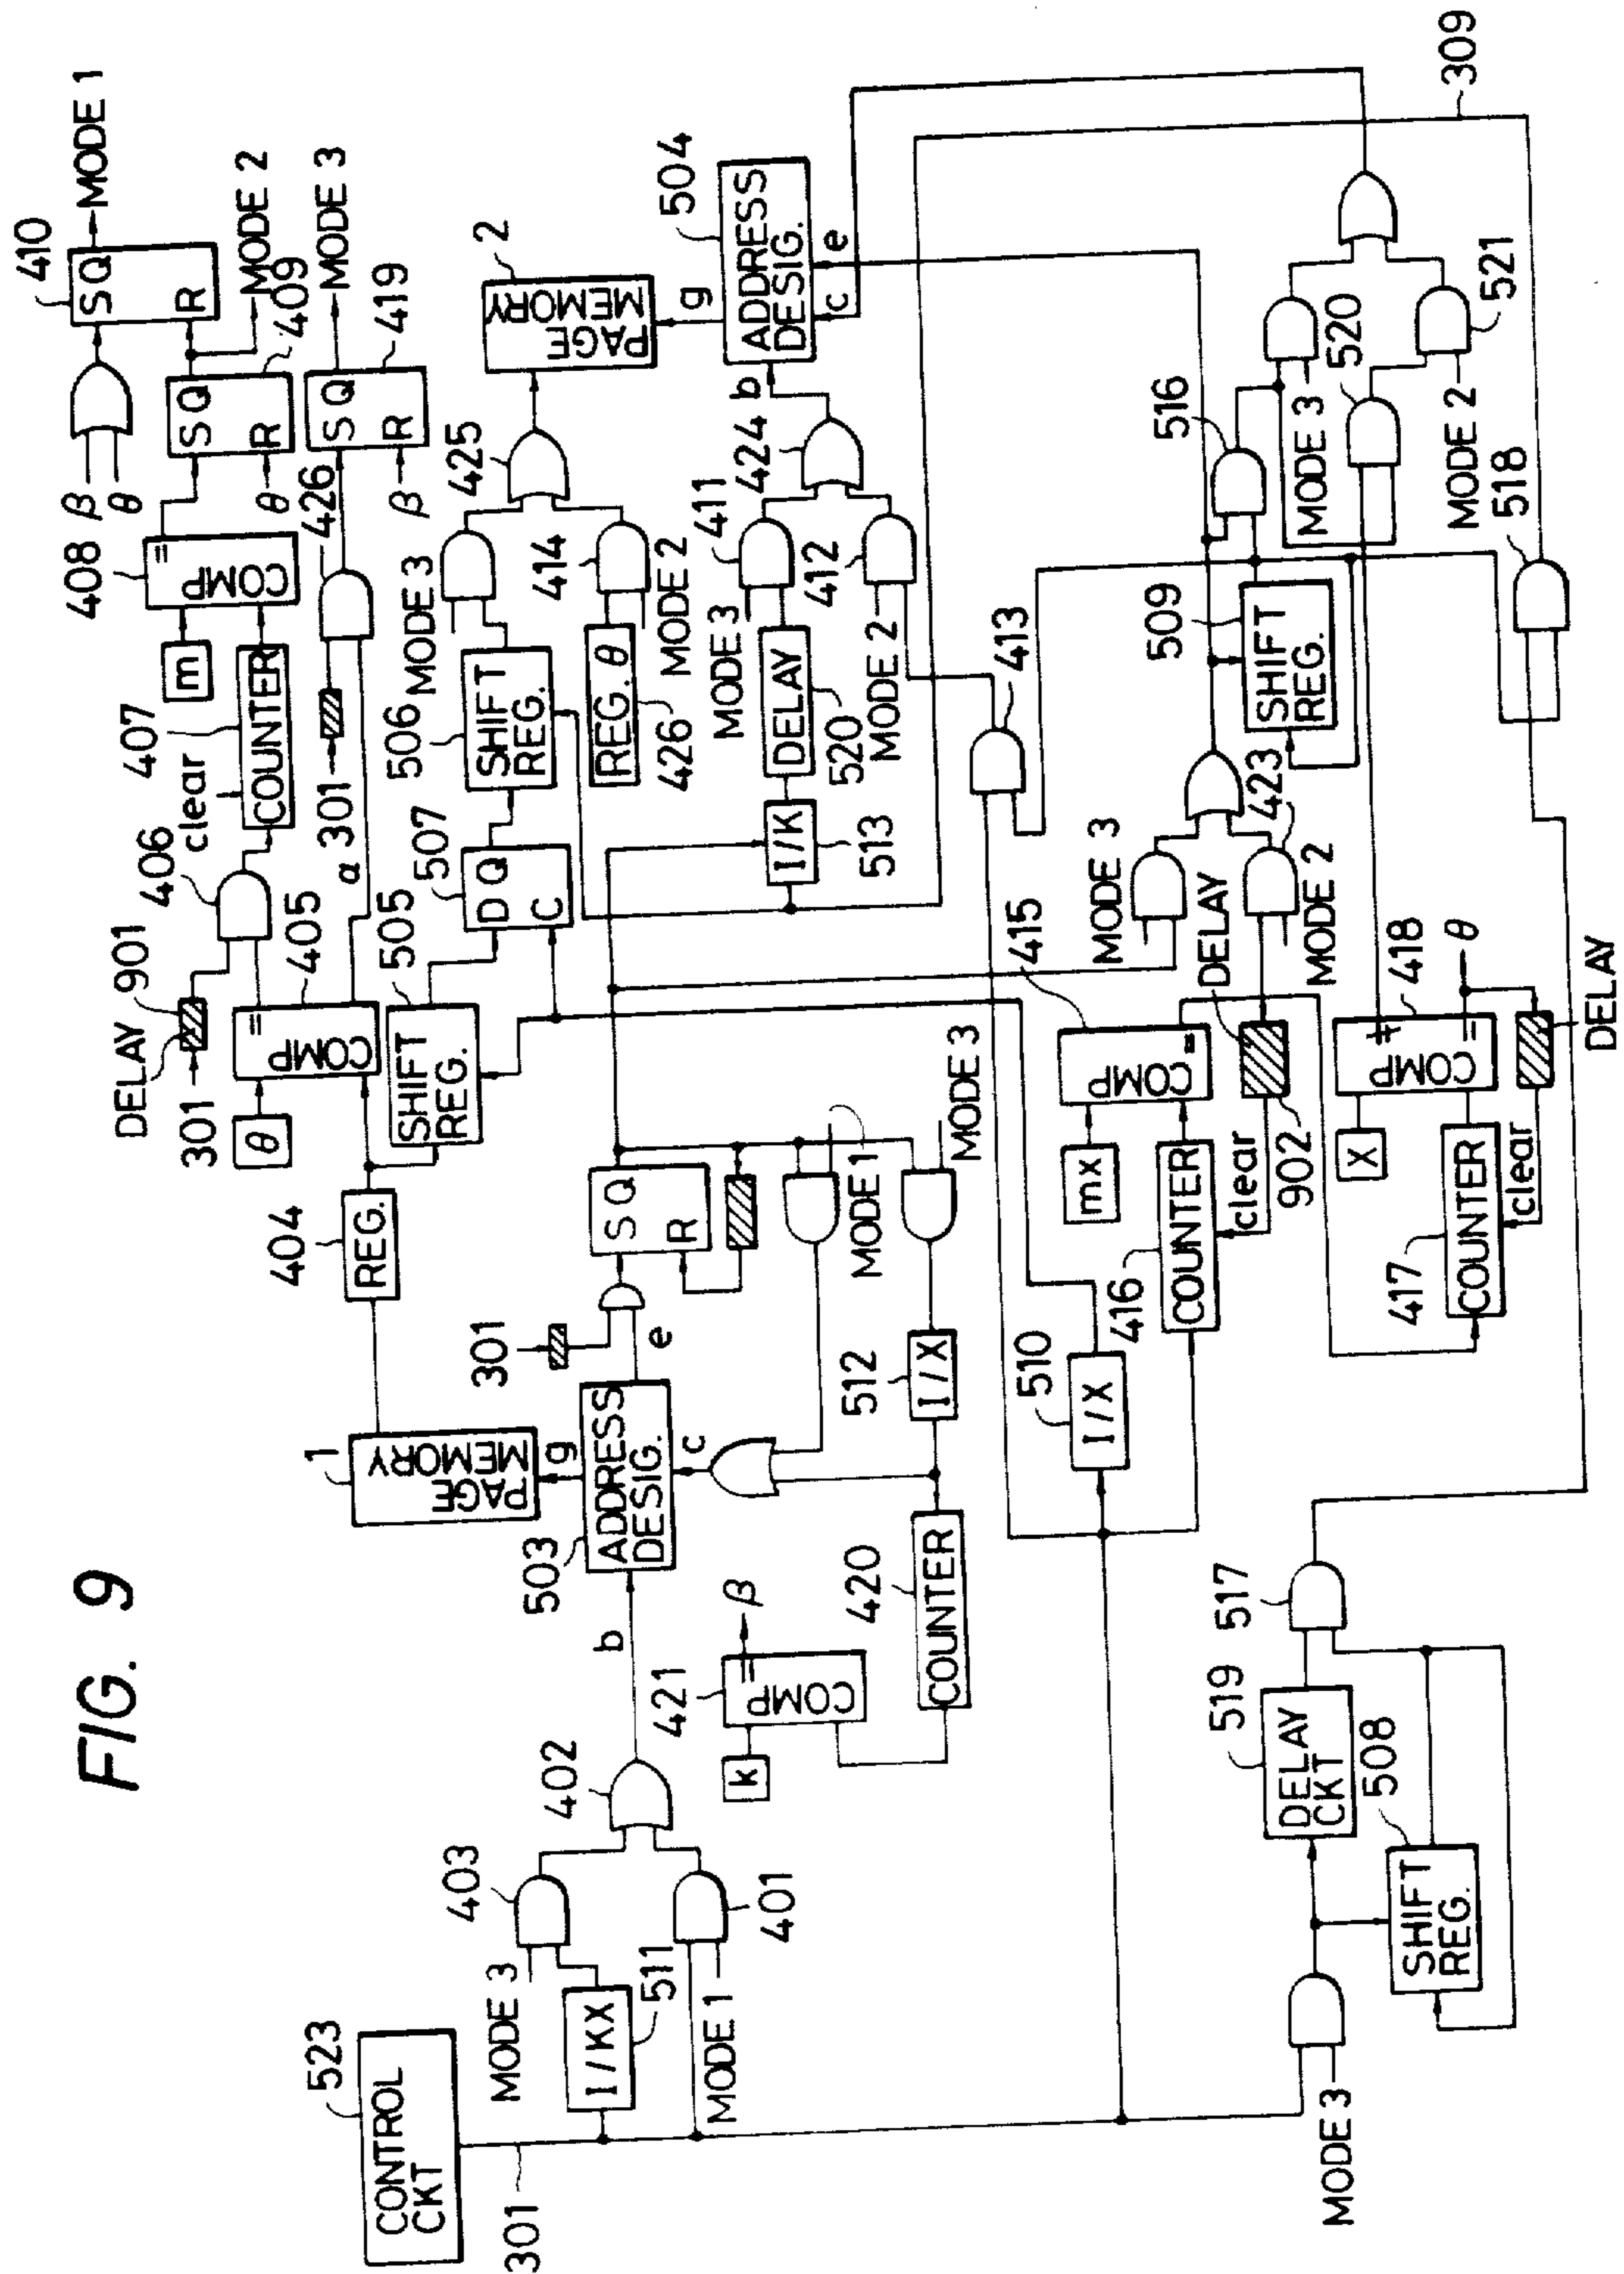 FIG. 9
523
CONTROL
CKT
301
MODE 3
I/KX
511
403
402
401
MODE 1
b
503
ADDRESS
DESIG.
g
c
e
1
PAGE
MEMORY
404
REG.
301
S Q
R
MODE 1
MODE 3
512
I/X
420
COUNTER
421
COMP
=
k
β
DELAY
901
301
θ
COMP
=
405
406
clear
407
COUNTER
α
301
m
408
COMP
=
426
β
θ
410
S Q
R
MODE 1
S Q
R
θ
MODE 2
409
S Q
R
β
MODE 3
419
505
SHIFT
REG.
507
D Q
C
506
SHIFT
REG.
MODE 3
425
414
REG. θ
426
MODE 2
2
PAGE
MEMORY
g
504
ADDRESS
DESIG.
b
c
e
I/K
513
DELAY
520
MODE 3
411
424
412
MODE 2
413
309
510
I/X
415
COMP
=
mx
416
COUNTER
clear
902
DELAY
MODE 3
423
MODE 2
509
SHIFT
REG.
516
MODE 3
520
521
MODE 2
518
418
COMP
≠
=
θ
X
417
COUNTER
clear
DELAY
517
519
DELAY
CKT
508
SHIFT
REG.
MODE 3